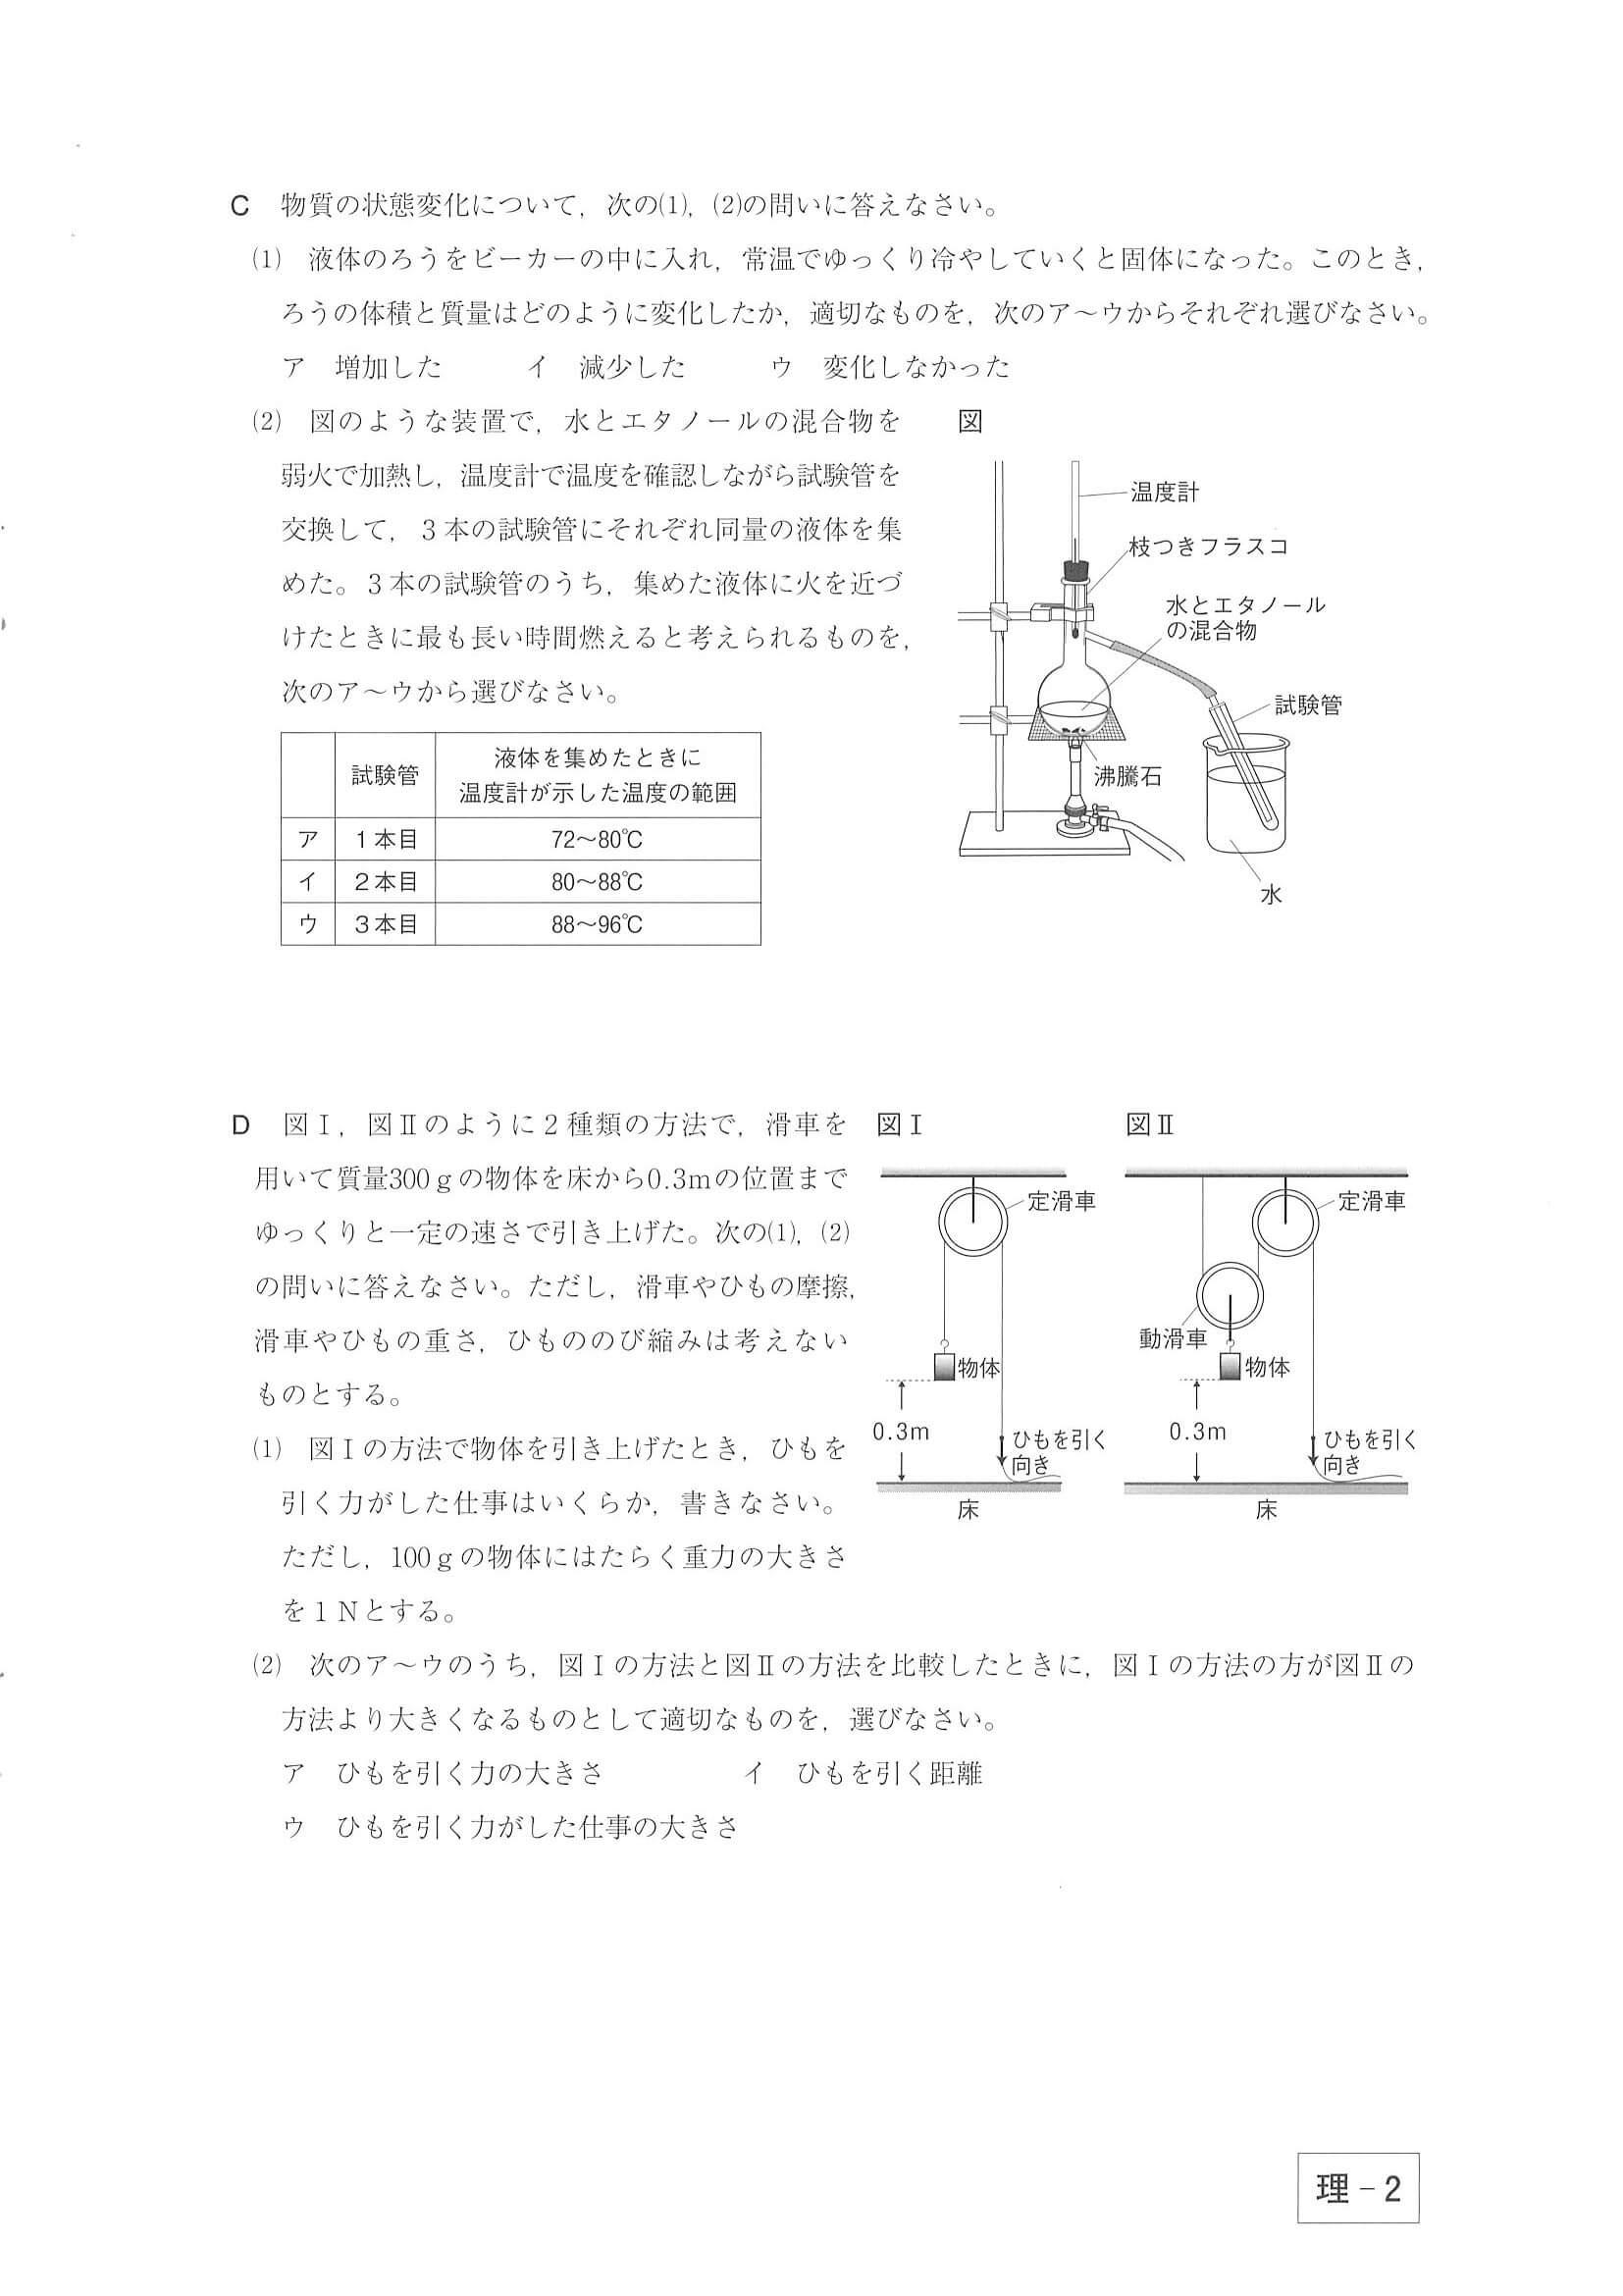 C 物質の状態変化について，次の(1)，(2)の問いに答えなさい。
(1) 液体のろうをビーカーの中に入れ，常温でゆっくり冷やしていくと固体になった。このとき，
ろうの体積と質量はどのように変化したか，適切なものを，次のア～ウからそれぞれ選びなさい。
ア 増加した イ 減少した ウ 変化しなかった
(2) 図のような装置で，水とエタノールの混合物を
弱火で加熱し，温度計で温度を確認しながら試験管を
交換して，３本の試験管にそれぞれ同量の液体を集
めた。３本の試験管のうち，集めた液体に火を近づ
けたときに最も長い時間燃えると考えられるものを，
次のア～ウから選びなさい。
試験管 液体を集めたときに
温度計が示した温度の範囲
ア １本目 72～80℃
イ ２本目 80～88℃
ウ ３本目 88～96℃
図
温度計
枝つきフラスコ
水とエタノール
の混合物
試験管
沸騰石
水
D 図Ⅰ，図Ⅱのように２種類の方法で，滑車を
用いて質量300ｇの物体を床から0.3mの位置まで
ゆっくりと一定の速さで引き上げた。次の(1)，(2)
の問いに答えなさい。ただし，滑車やひもの摩擦，
滑車やひもの重さ，ひもののび縮みは考えない
ものとする。
(1) 図Ⅰの方法で物体を引き上げたとき，ひもを
引く力がした仕事はいくらか，書きなさい。
ただし，100ｇの物体にはたらく重力の大きさ
を１Ｎとする。
図Ⅰ
定滑車
物体
0.3m
ひもを引く
向き
床
図Ⅱ
定滑車
動滑車
物体
0.3m
ひもを引く
向き
床
(2) 次のア～ウのうち，図Ⅰの方法と図Ⅱの方法を比較したときに，図Ⅰの方法の方が図Ⅱの
方法より大きくなるものとして適切なものを，選びなさい。
ア ひもを引く力の大きさ イ ひもを引く距離
ウ ひもを引く力がした仕事の大きさ
理－2